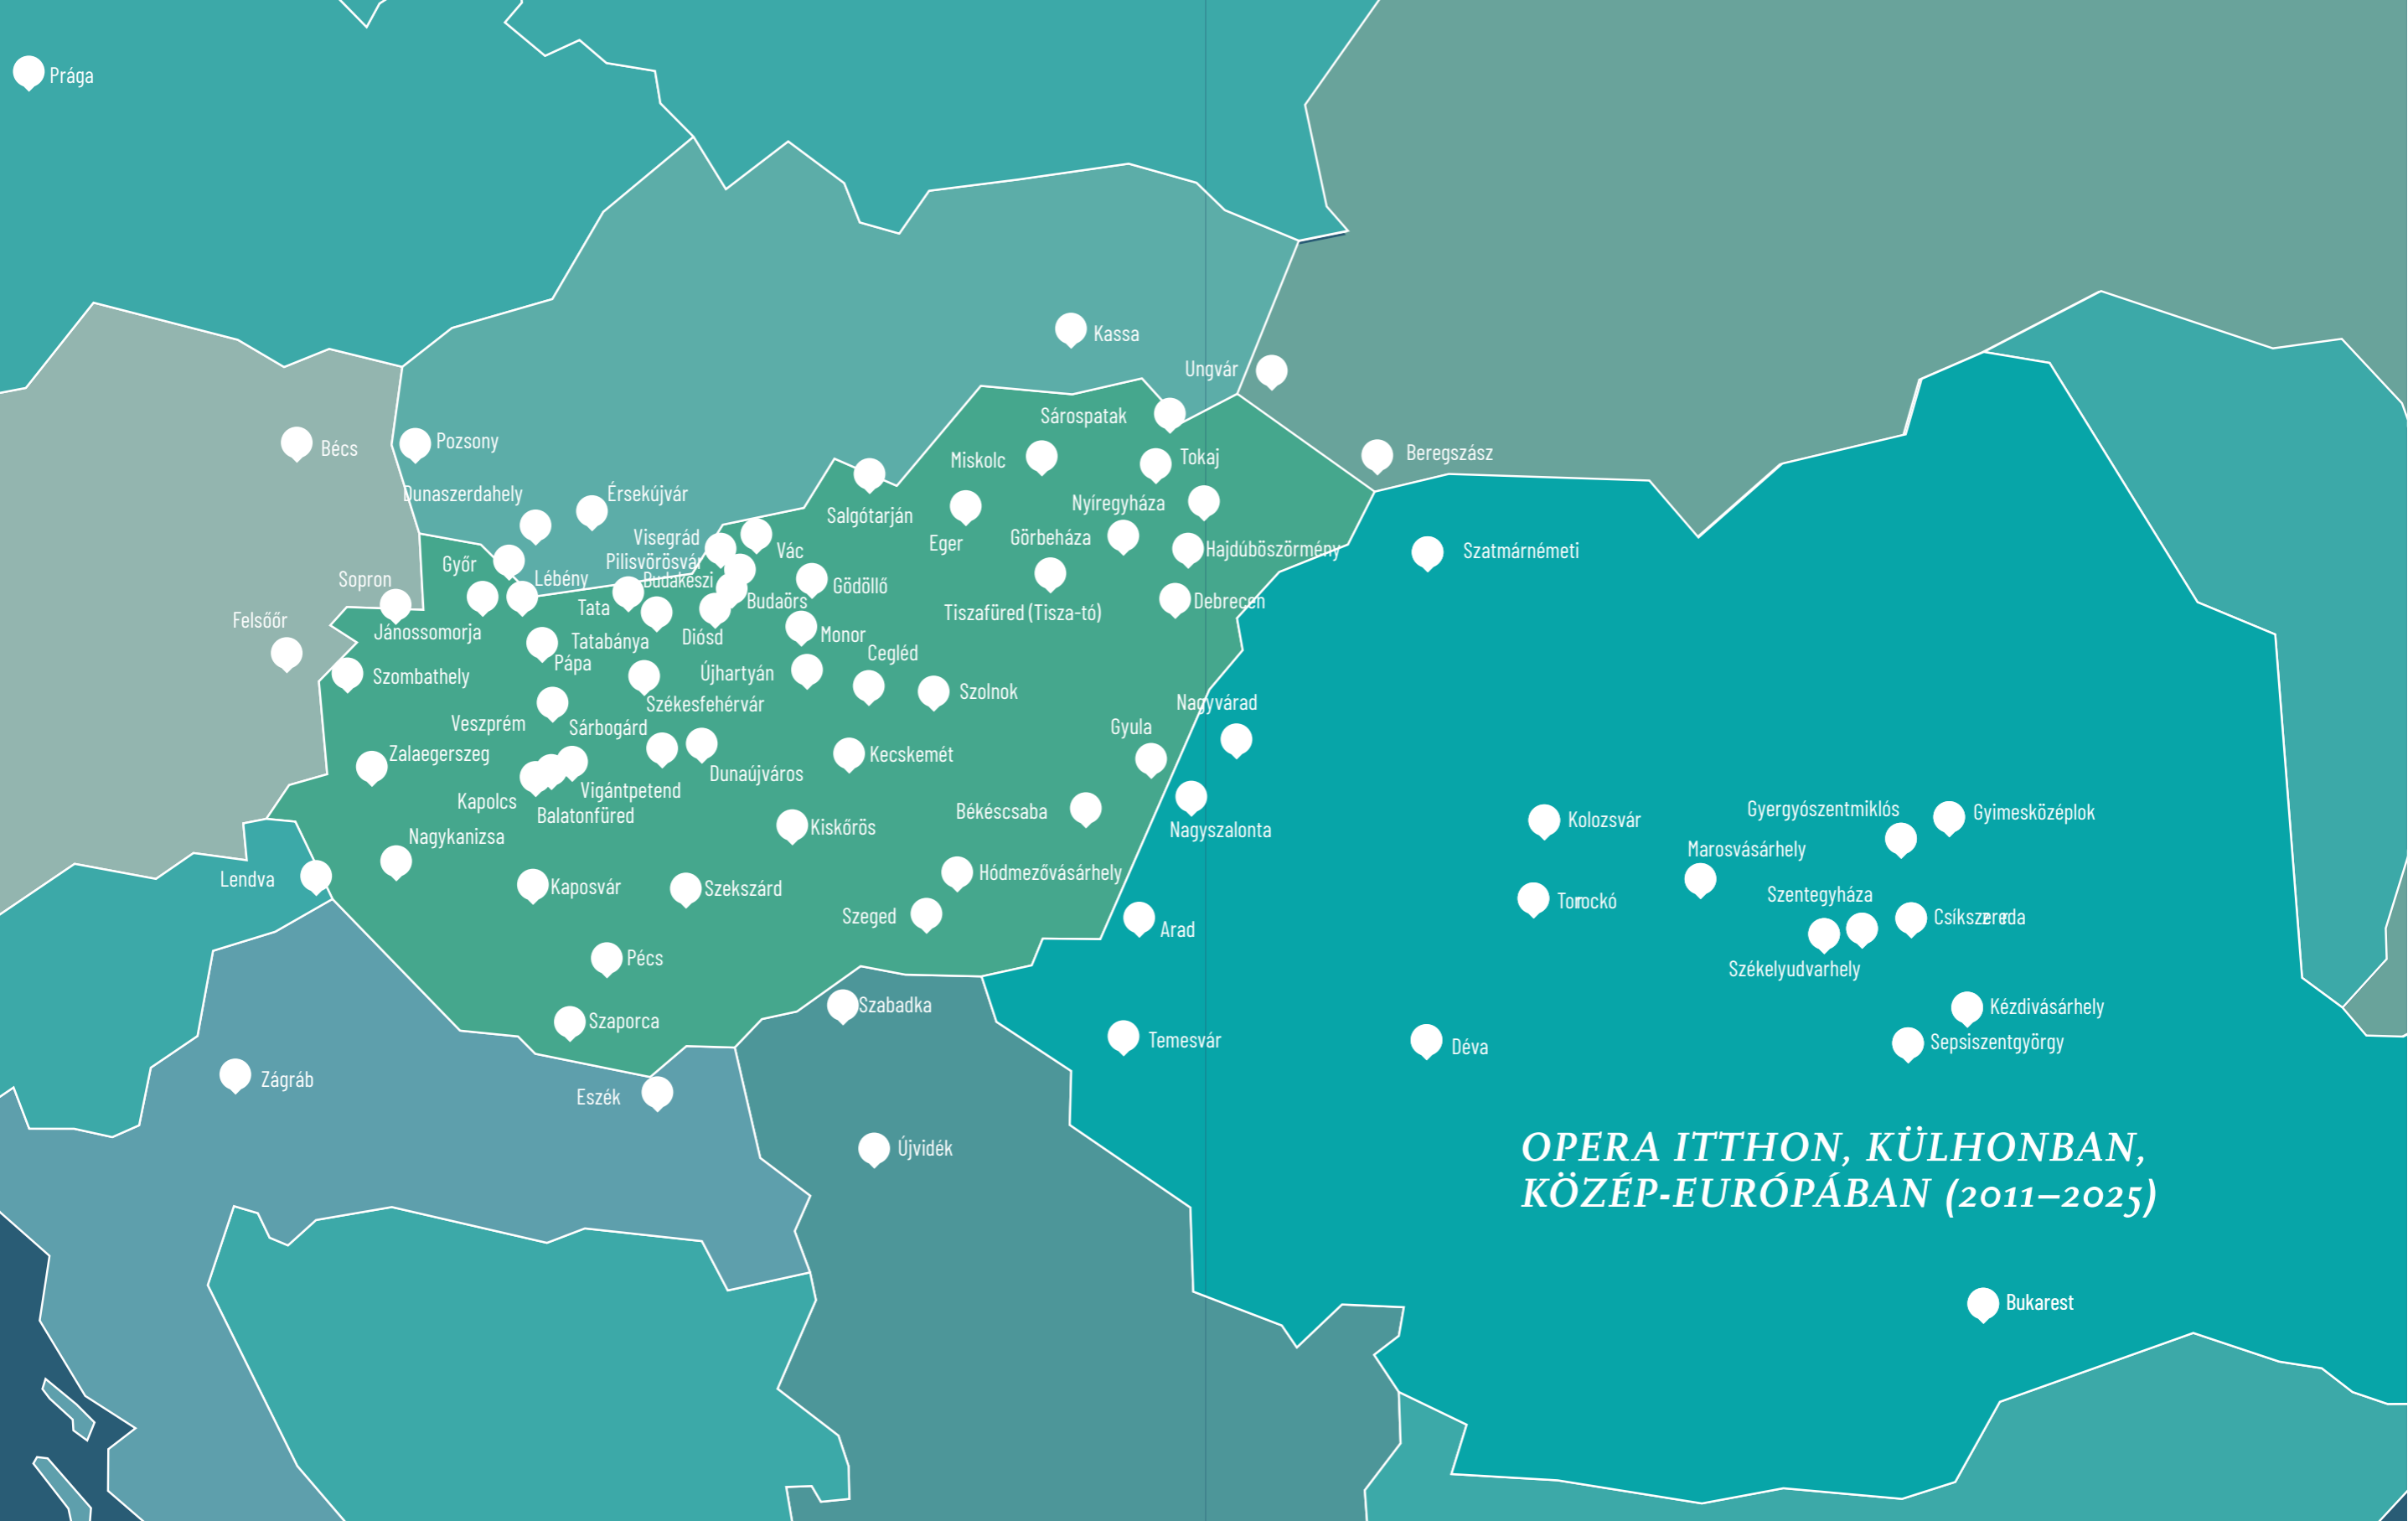 Prága
Kassa
Ungvár
Sárospatak
Bécs
Pozsony
Miskolc
Tokaj
Beregszász
Dunaszerdahely
Érsekújvár
Salgótarján
Nyíregyháza
Visegrád
Vác
Eger
Görbeháza
Hajdúböszörmény
Szatmárnémeti
Győr
Pilisvörösvár
Sopron
Lébény
Budakeszi
Gödöllő
Tata
Budaörs
Debrecen
Tiszafüred (Tisza-tó)
Felsőőr
Jánossomorja
Tatabánya
Diósd
Monor
Cegléd
Pápa
Szombathely
Újhartyán
Szolnok
Székesfehérvár
Nagyvárad
Veszprém
Sárbogárd
Gyula
Zalaegerszeg
Kecskemét
Dunaújváros
Vigántpetend
Kapolcs
Balatonfüred
Békéscsaba
Kiskőrös
Nagyszalonta
Kolozsvár
Gyergyószentmiklós
Gyimesközéplok
Nagykanizsa
Marosvásárhely
Lendva
Kaposvár
Szekszárd
Hódmezővásárhely
Szentegyháza
Torockó
Szeged
Arad
Csíkszereda
Pécs
Székelyudvarhely
Szabadka
Kézdivásárhely
Szaporca
Temesvár
Déva
Sepsiszentgyörgy
Zágráb
Eszék
Újvidék
OPERA ITTHON, KÜLHONBAN,
KÖZÉP-EURÓPÁBAN (2011–2025)
Bukarest